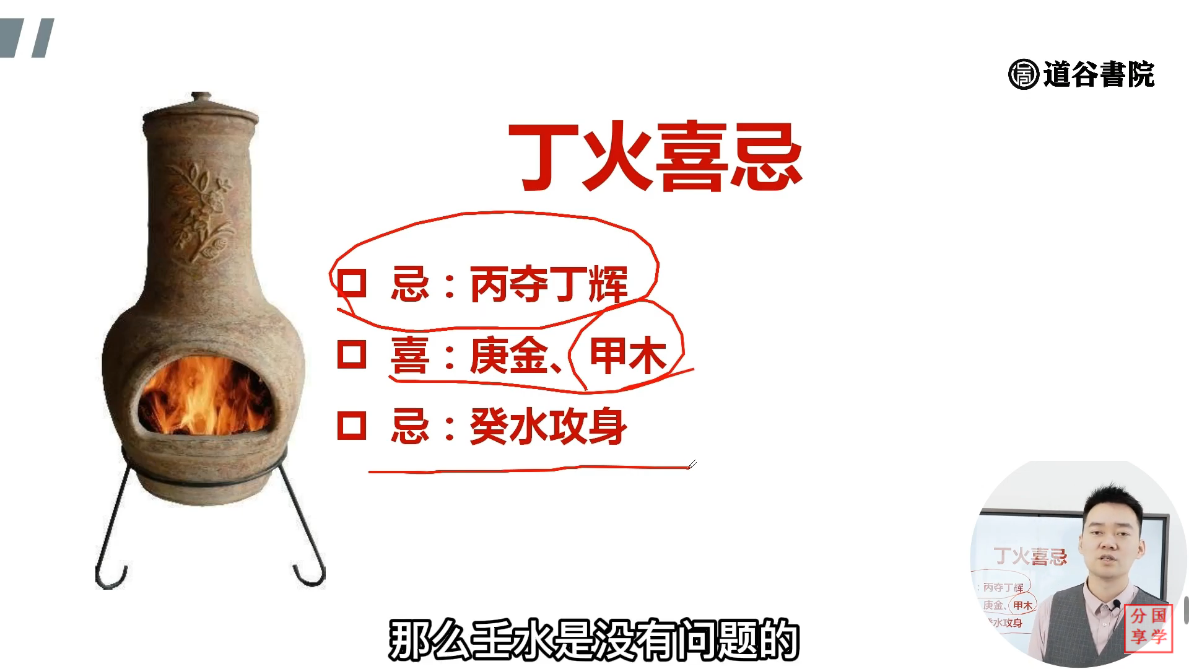 道谷書院
丁火喜忌
忌：丙夺丁辉
喜：庚金、甲木
忌：癸水攻身
丁火喜忌
：丙夺丁辉
庚金、甲木
癸水攻身
国学
分享
那么壬水是没有问题的